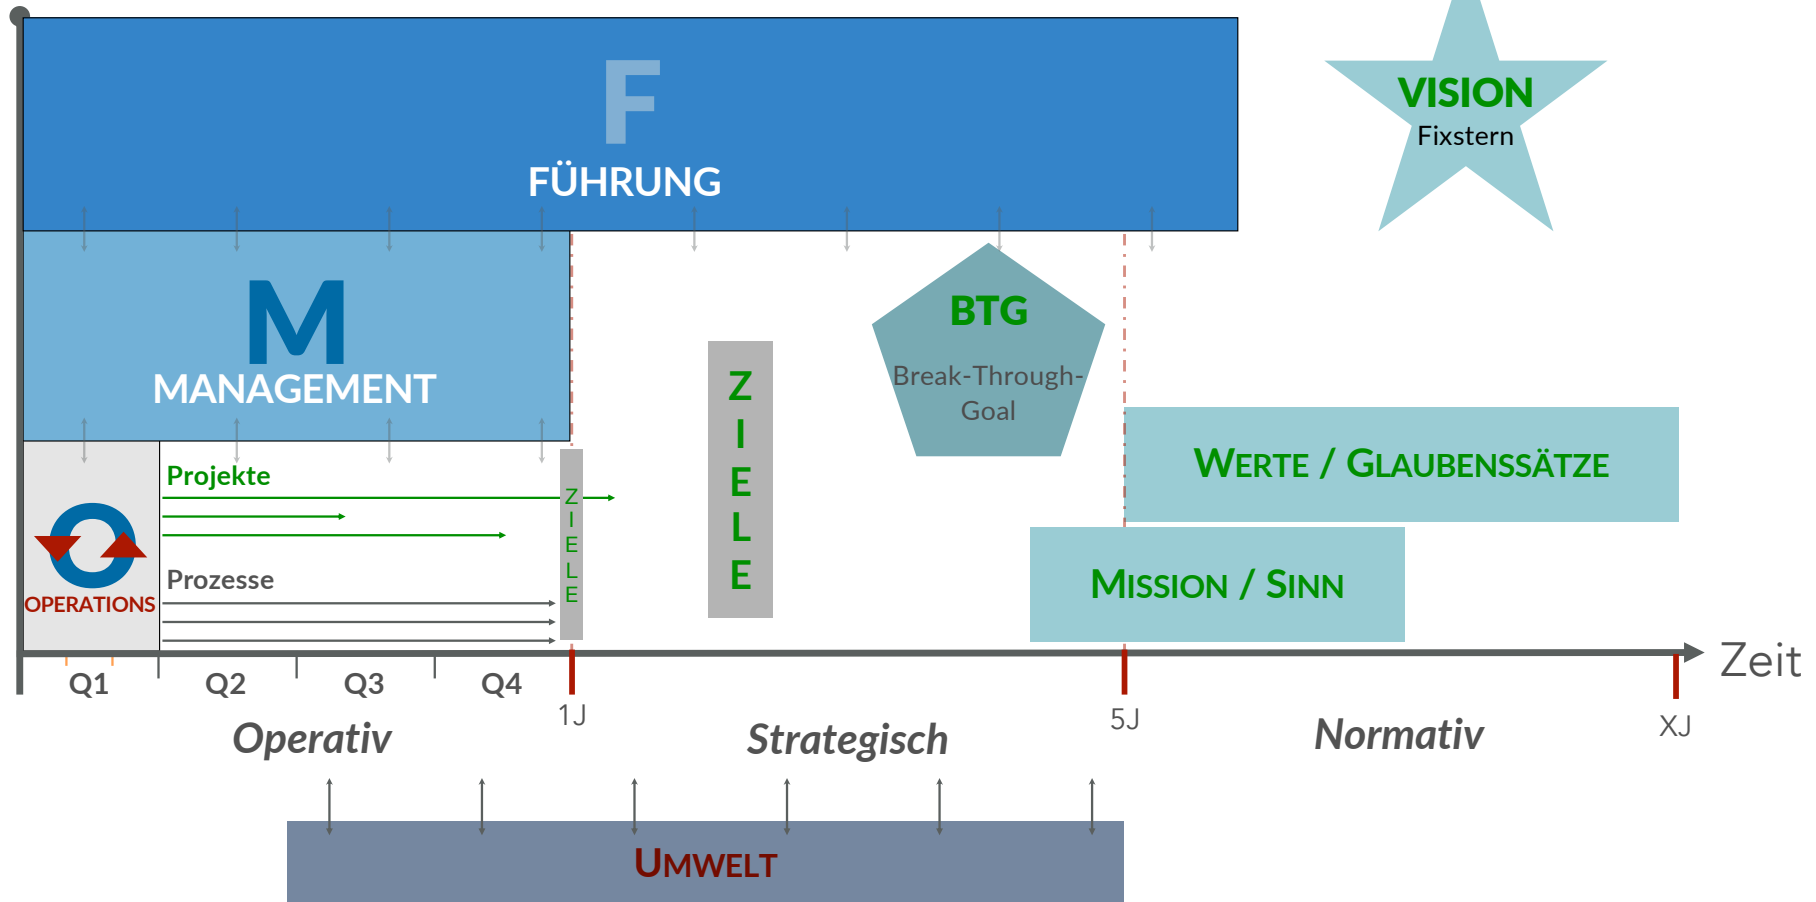 F
FÜHRUNG
VISION
Fixstern
M
MANAGEMENT
BTG
Break-Through-
Goal
Z
I
E
L
E
WERTE / GLAUBENSSÄTZE
MISSION / SINN
Projekte
Prozesse
Z
I
E
L
E
O
OPERATIONS
Zeit
Q1 Q2 Q3 Q4
1J 5J XJ
Operativ Strategisch Normativ
UMWELT